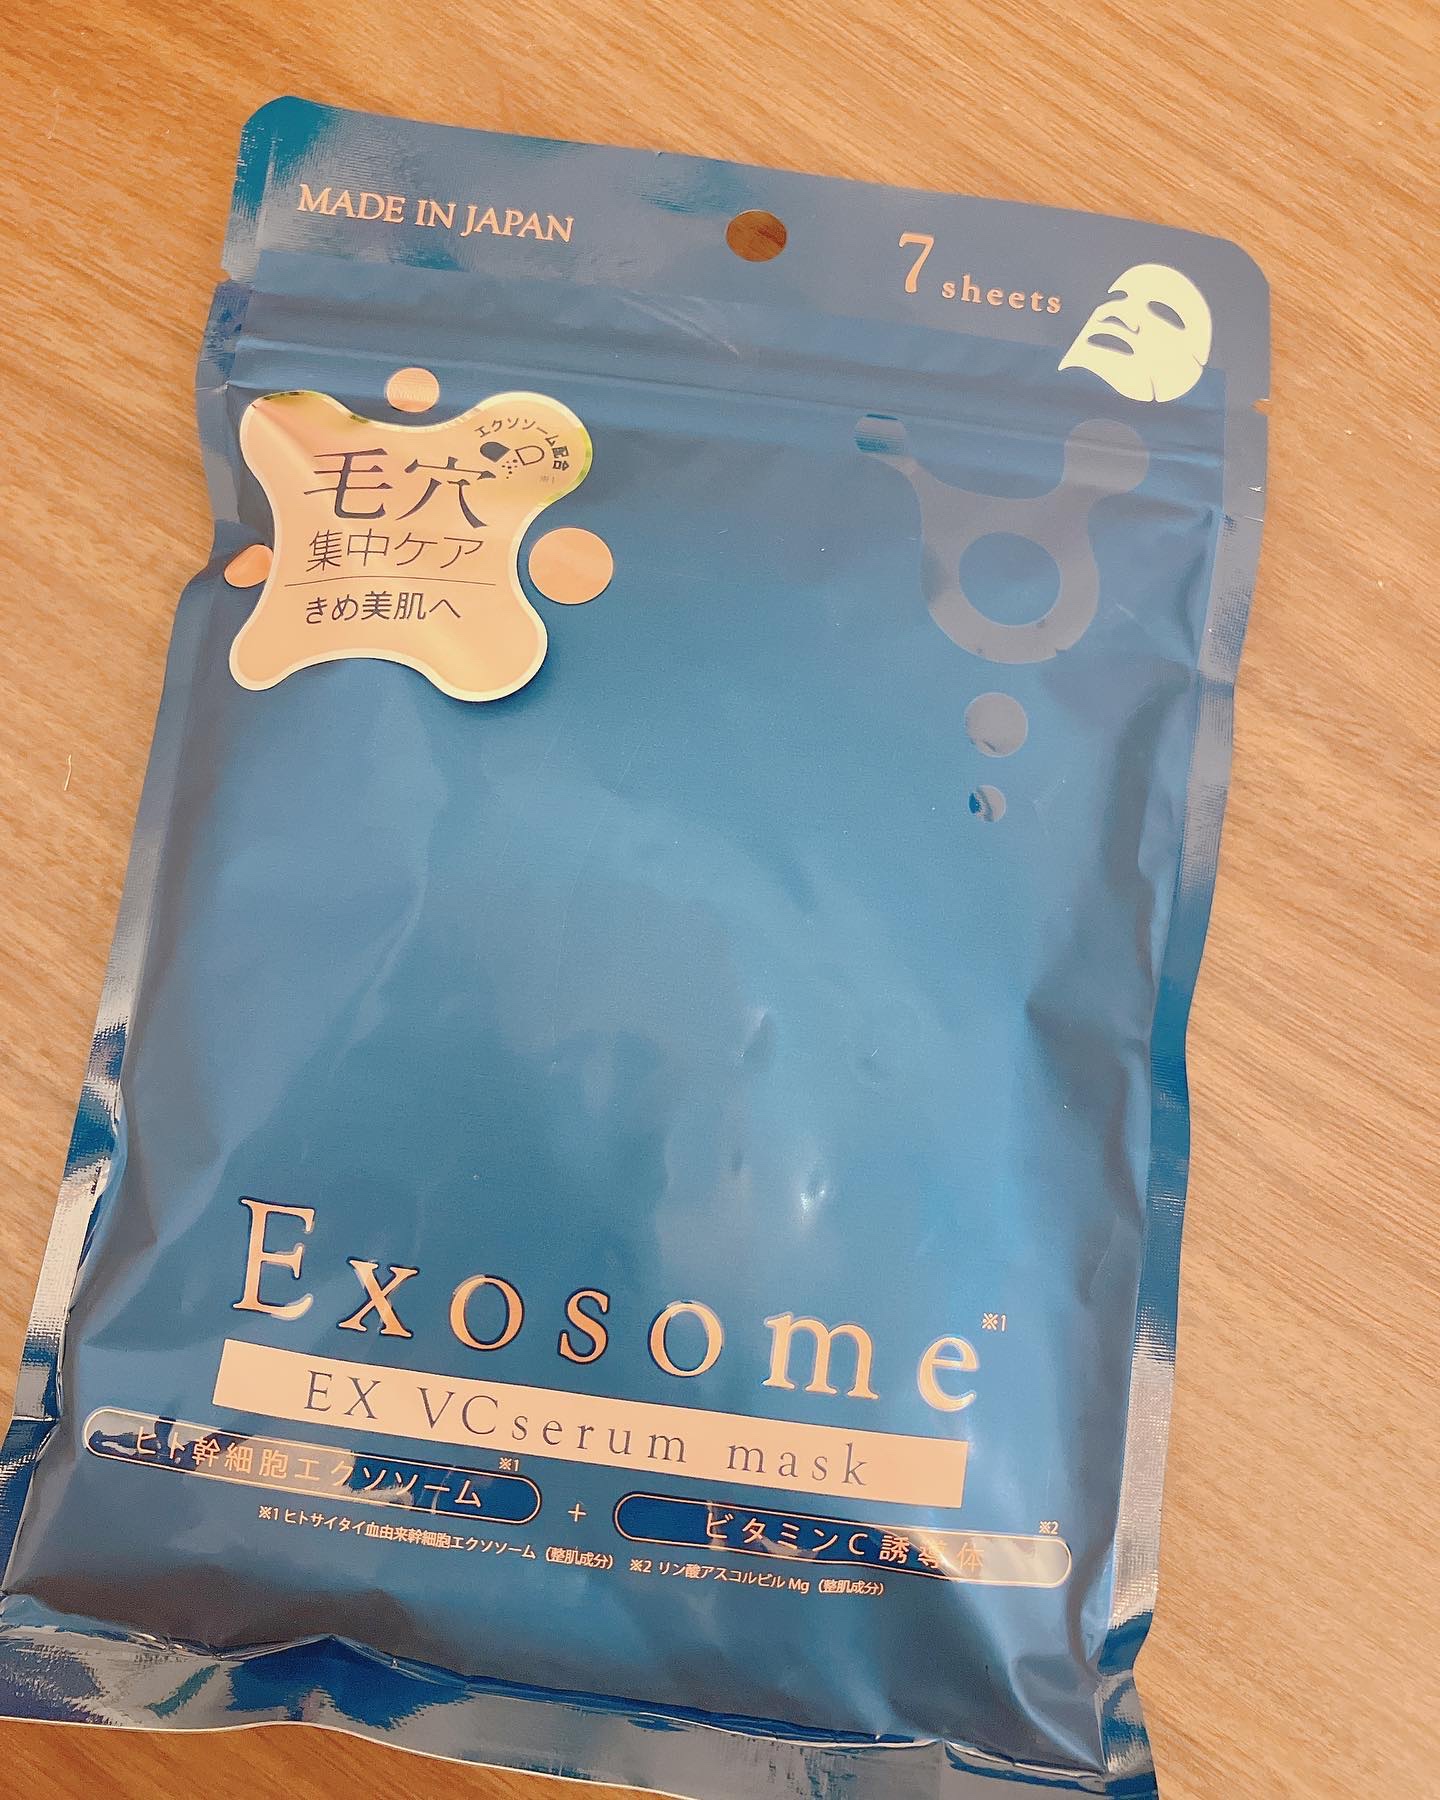 MADE IN JAPAN
7 sheets
エクソソーム配合
※1
毛穴
集中ケア
きめ美肌へ
Exosome※1
EX VCserum mask
ヒト幹細胞エクソソーム※1 + ビタミンC誘導体※2
※1 ヒトサイタイ血由来幹細胞エクソソーム（整肌成分） ※2 リン酸アスコルビルMg（整肌成分）